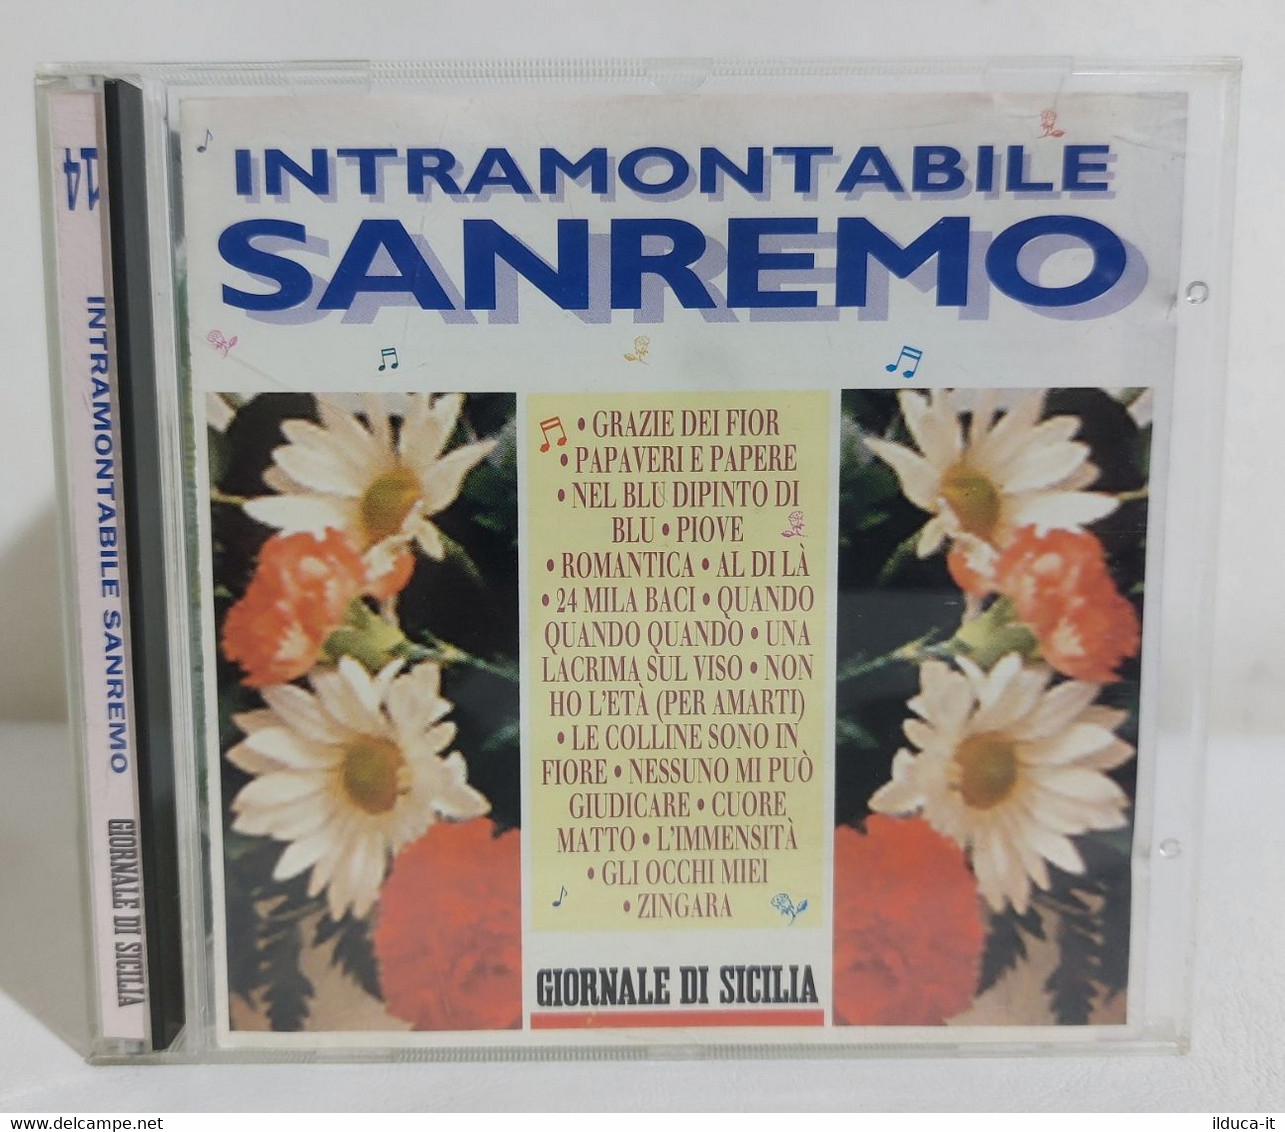 INTRAMONTABILE
SANREMO
• GRAZIE DEI FIOR
• PAPAVERI E PAPERE
• NEL BLU DIPINTO DI
BLU • PIOVE
• ROMANTICA • AL DI LÀ
• 24 MILA BACI • QUANDO
QUANDO QUANDO • UNA
LACRIMA SUL VISO • NON
HO L'ETÀ (PER AMARTI)
• LE COLLINE SONO IN
FIORE • NESSUNO MI PUÒ
GIUDICARE • CUORE
MATTO • L'IMMENSITÀ
• GLI OCCHI MIEI
• ZINGARA
GIORNALE DI SICILIA
14
INTRAMONTABILE SANREMO
GIORNALE DI SICILIA
www.delcampe.net
ilduca-it